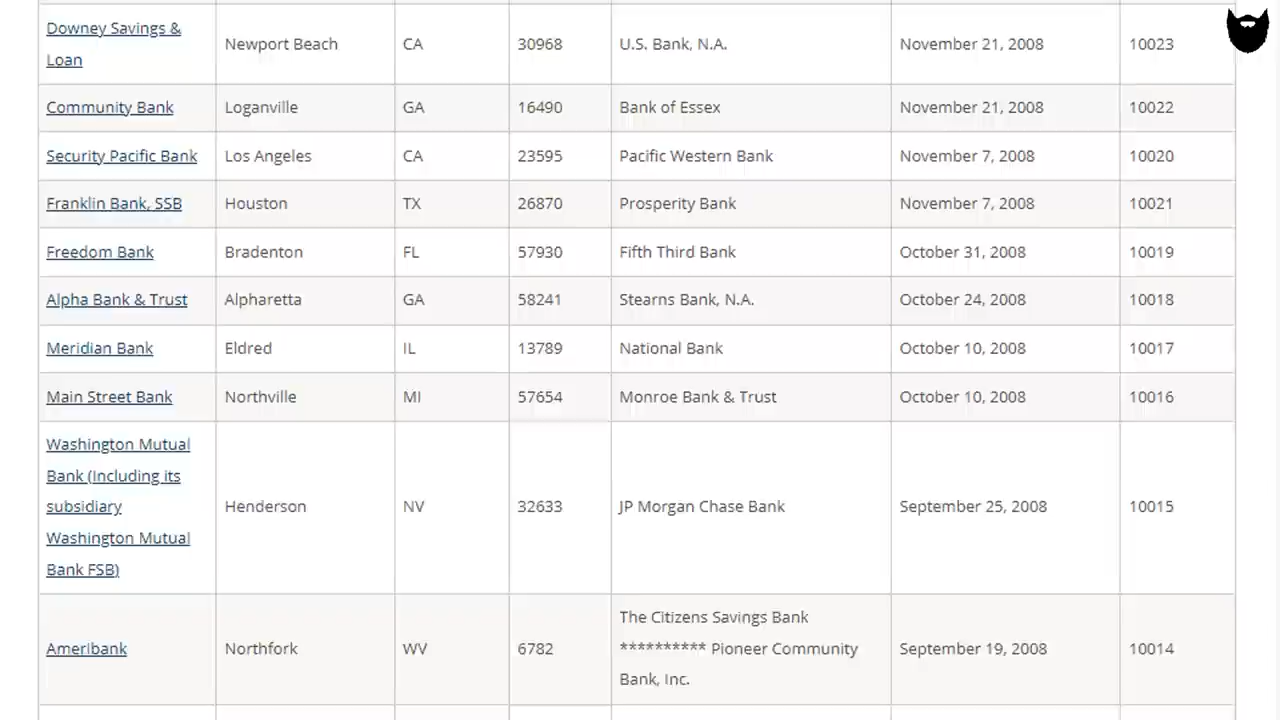 Downey Savings &
Loan
Newport Beach
CA
30968
U.S. Bank, N.A.
November 21, 2008
10023
Community Bank
Loganville
GA
16490
Bank of Essex
November 21, 2008
10022
Security Pacific Bank
Los Angeles
CA
23595
Pacific Western Bank
November 7, 2008
10020
Franklin Bank, SSB
Houston
TX
26870
Prosperity Bank
November 7, 2008
10021
Freedom Bank
Bradenton
FL
57930
Fifth Third Bank
October 31, 2008
10019
Alpha Bank & Trust
Alpharetta
GA
58241
Stearns Bank, N.A.
October 24, 2008
10018
Meridian Bank
Eldred
IL
13789
National Bank
October 10, 2008
10017
Main Street Bank
Northville
MI
57654
Monroe Bank & Trust
October 10, 2008
10016
Washington Mutual
Bank (Including its
subsidiary
Washington Mutual
Bank FSB)
Henderson
NV
32633
JP Morgan Chase Bank
September 25, 2008
10015
Ameribank
Northfork
WV
6782
The Citizens Savings Bank
********** Pioneer Community
Bank, Inc.
September 19, 2008
10014